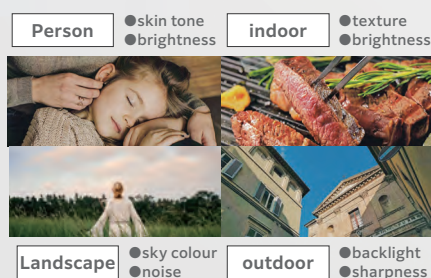 Person
●skin tone
●brightness
indoor
●texture
●brightness
Landscape
●sky colour
●noise
outdoor
●backlight
●sharpness